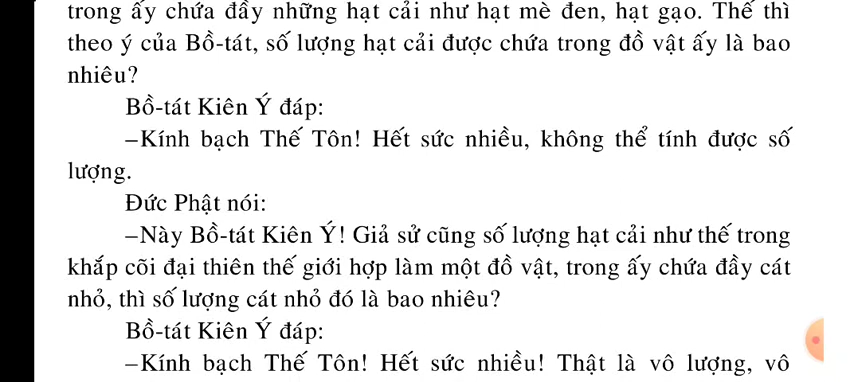 trong ấy chứa đầy những hạt cải như hạt mè đen, hạt gạo. Thế thì
theo ý của Bồ-tát, số lượng hạt cải được chứa trong đồ vật ấy là bao
nhiêu?
Bồ-tát Kiên Ý đáp:
–Kính bạch Thế Tôn! Hết sức nhiều, không thể tính được số
lượng.
Đức Phật nói:
–Này Bồ-tát Kiên Ý! Giả sử cũng số lượng hạt cải như thế trong
khắp cõi đại thiên thế giới hợp làm một đồ vật, trong ấy chứa đầy cát
nhỏ, thì số lượng cát nhỏ đó là bao nhiêu?
Bồ-tát Kiên Ý đáp:
–Kính bạch Thế Tôn! Hết sức nhiều! Thật là vô lượng, vô